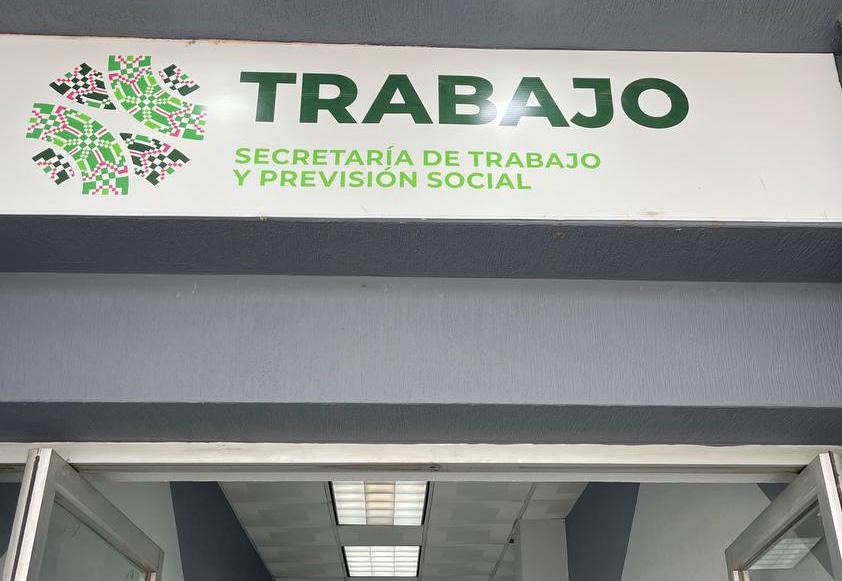 TRABAJO
SECRETARÍA DE TRABAJO
Y PREVISIÓN SOCIAL